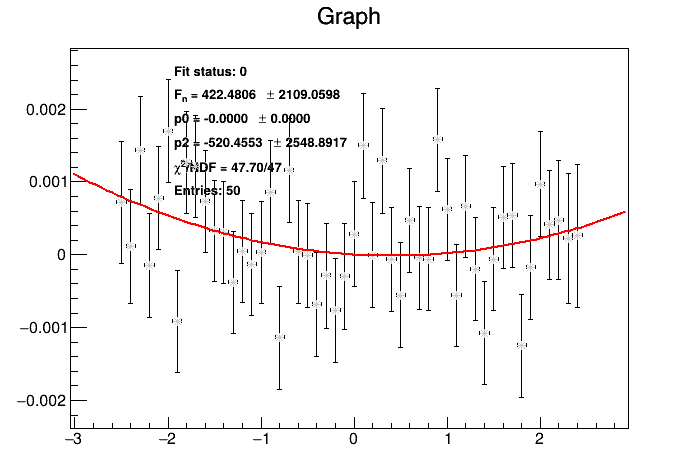 Graph
Fit status: 0
Fn = 422.4806 ± 2109.0598
p0 = -0.0000 ± 0.0000
p2 = -520.4553 ± 2548.8917
χ²/NDF = 47.70/47
Entries: 50
0.002
0.001
0
−0.001
−0.002
−3 −2 −1 0 1 2